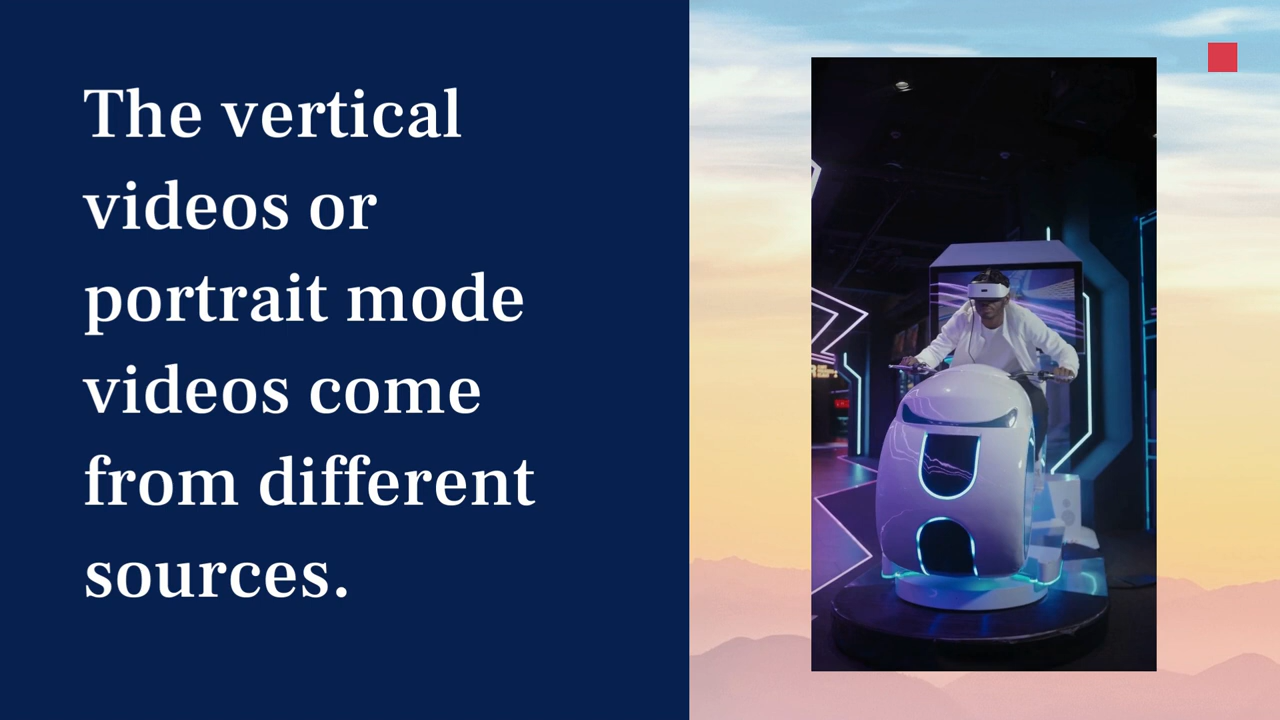 The vertical
videos or
portrait mode
videos come
from different
sources.